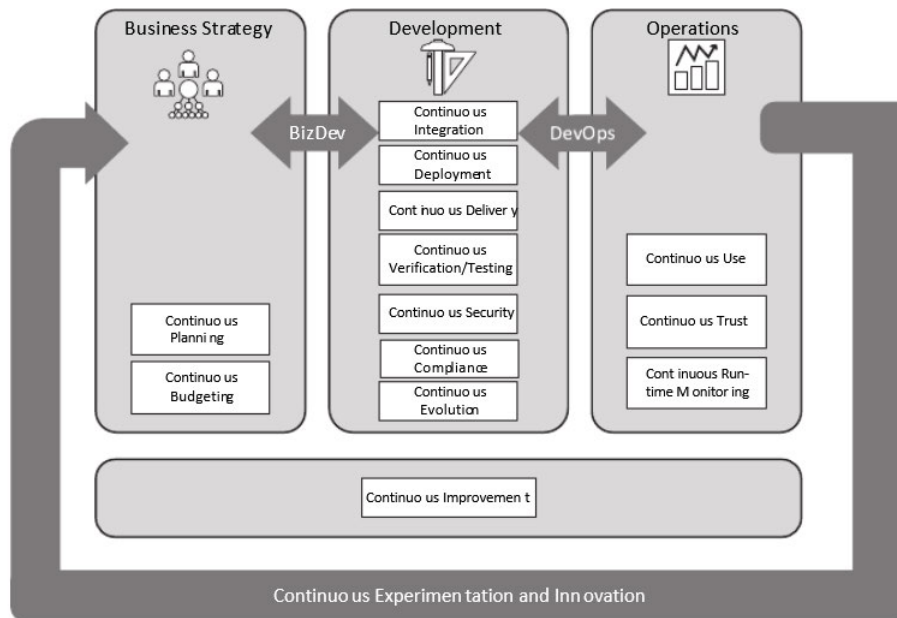 Business Strategy
Development
Operations
BizDev
DevOps
Continuo us
Integration
Continuo us
Deployment
Cont inuo us Deliver y
Continuo us
Verification/Testing
Continuo us Security
Continuo us
Compliance
Continuo us
Evolution
Continuo us
Planni ng
Continuo us
Budgeting
Continuo us Use
Continuo us Trust
Cont inuous Run-
time M onitor ing
Continuo us Improvemen t
Continuo us Experimen tation and Inn ovation